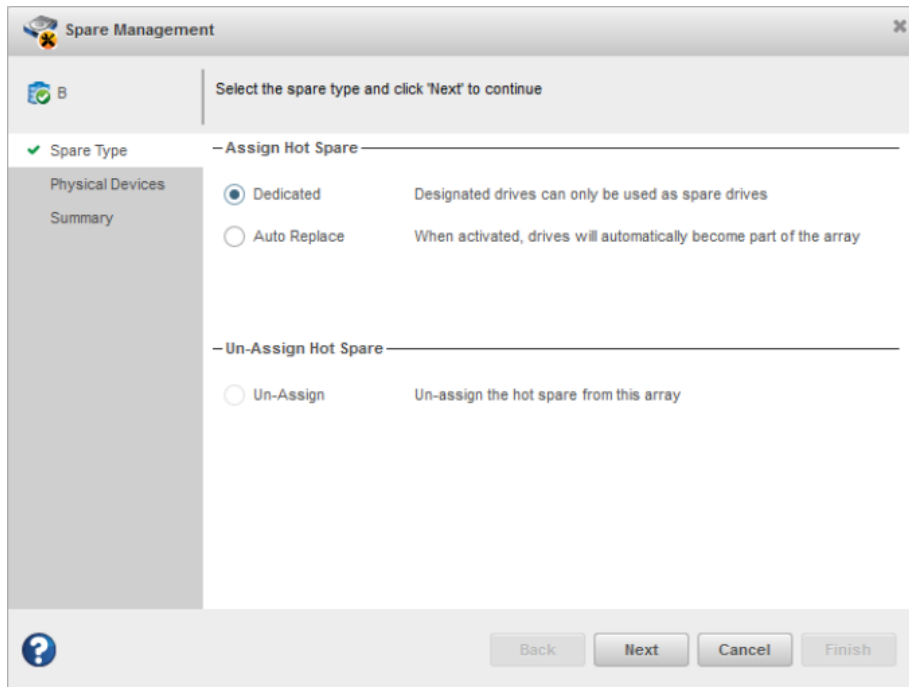 Spare Management
B
Select the spare type and click 'Next' to continue
Spare Type
Physical Devices
Summary
Assign Hot Spare
Dedicated Designated drives can only be used as spare drives
Auto Replace When activated, drives will automatically become part of the array
Un-Assign Hot Spare
Un-Assign Un-assign the hot spare from this array
? Back Next Cancel Finish